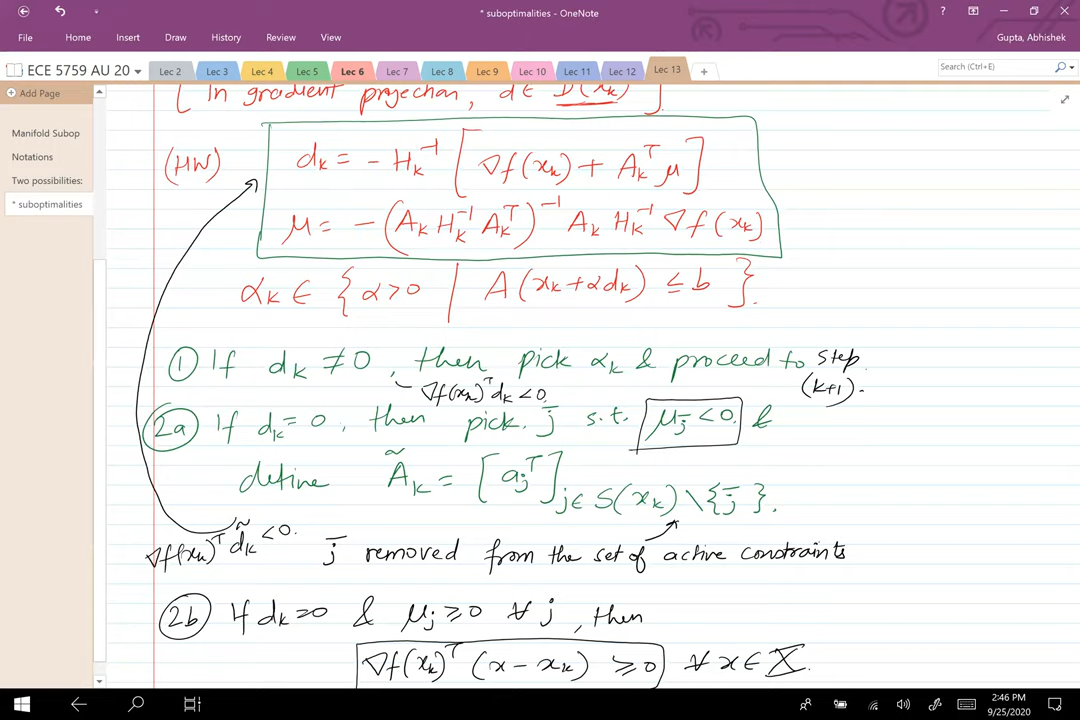 * suboptimalities - OneNote
? Gupta, Abhishek
File Home Insert Draw History Review View
ECE 5759 AU 20 Lec 2 Lec 3 Lec 4 Lec 5 Lec 6 Lec 7 Lec 8 Lec 9 Lec 10 Lec 11 Lec 12 Lec 13 + Search (Ctrl+E)
Add Page
Manifold Subop
Notations
Two possibilities:
* suboptimalities
[ In gradient projection, d ∈ D(x_k) ].
(HW) d_k = - H_k^{-1} [ ∇f(x_k) + A_k^T μ ]
μ = - (A_k H_k^{-1} A_k^T)^{-1} A_k H_k^{-1} ∇f(x_k)
α_k ∈ { α > 0 | A(x_k + α d_k) ≤ b }.
① If d_k ≠ 0, then pick α_k & proceed to step (k+1).
∇f(x_k)^T d_k < 0.
2a If d_k = 0, then pick j̄ s.t. μ_j̄ < 0. &
define Ã_k = [ a_j^T ]_{j ∈ S(x_k) \ {j̄}}.
∇f(x_k)^T d̃_k < 0.
j̄ removed from the set of active constraints
2b If d_k = 0 & μ_j ≥ 0 ∀ j, then
∇f(x_k)^T (x - x_k) ≥ 0 ∀ x ∈ X.
2:46 PM
9/25/2020